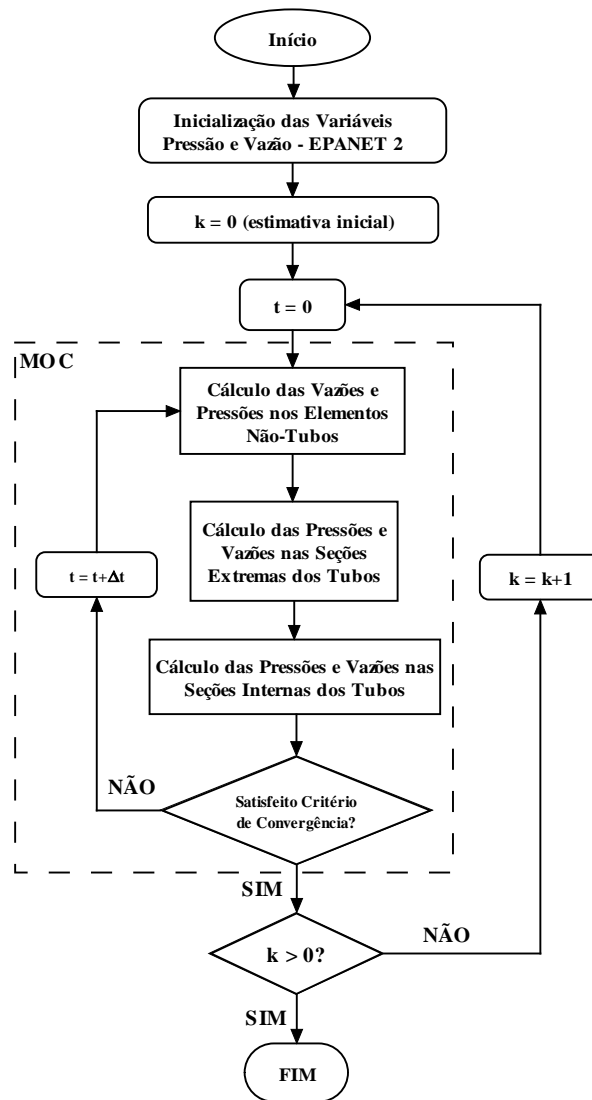 Início
Inicialização das Variáveis
Pressão e Vazão - EPANET 2
k = 0 (estimativa inicial)
t = 0
MOC
Cálculo das Vazões e
Pressões nos Elementos
Não-Tubos
Cálculo das Pressões e
Vazões nas Seções
Extremas dos Tubos
t = t+Δt
k = k+1
Cálculo das Pressões e Vazões nas
Seções Internas dos Tubos
NÃO
Satisfeito Critério
de Convergência?
SIM
k > 0?
NÃO
SIM
FIM